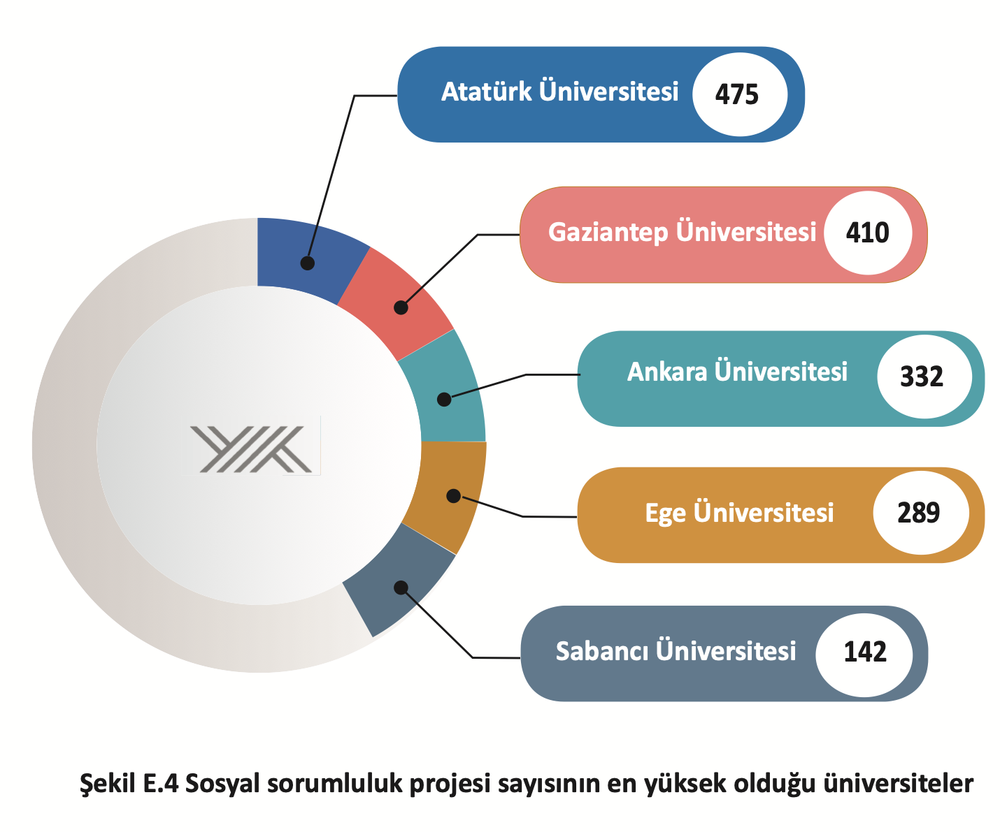 Atatürk Üniversitesi 475
Gaziantep Üniversitesi 410
Ankara Üniversitesi 332
Ege Üniversitesi 289
Sabancı Üniversitesi 142
Şekil E.4 Sosyal sorumluluk projesi sayısının en yüksek olduğu üniversiteler